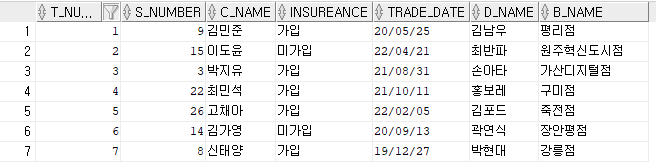 T_NU... S_NUMBER C_NAME INSUREANCE TRADE_DATE D_NAME B_NAME
1 1 9 김민준 가입 20/05/25 김남우 평리점
2 2 15 이도윤 미가입 22/04/21 최반파 원주혁신도시점
3 3 3 박지유 가입 21/08/31 손아타 가산디지털점
4 4 22 최민석 가입 21/10/11 홍보레 구미점
5 5 26 고채아 가입 22/02/05 김포드 죽전점
6 6 14 김가영 미가입 20/09/13 곽연식 장안평점
7 7 8 신태양 가입 19/12/27 박현대 강릉점